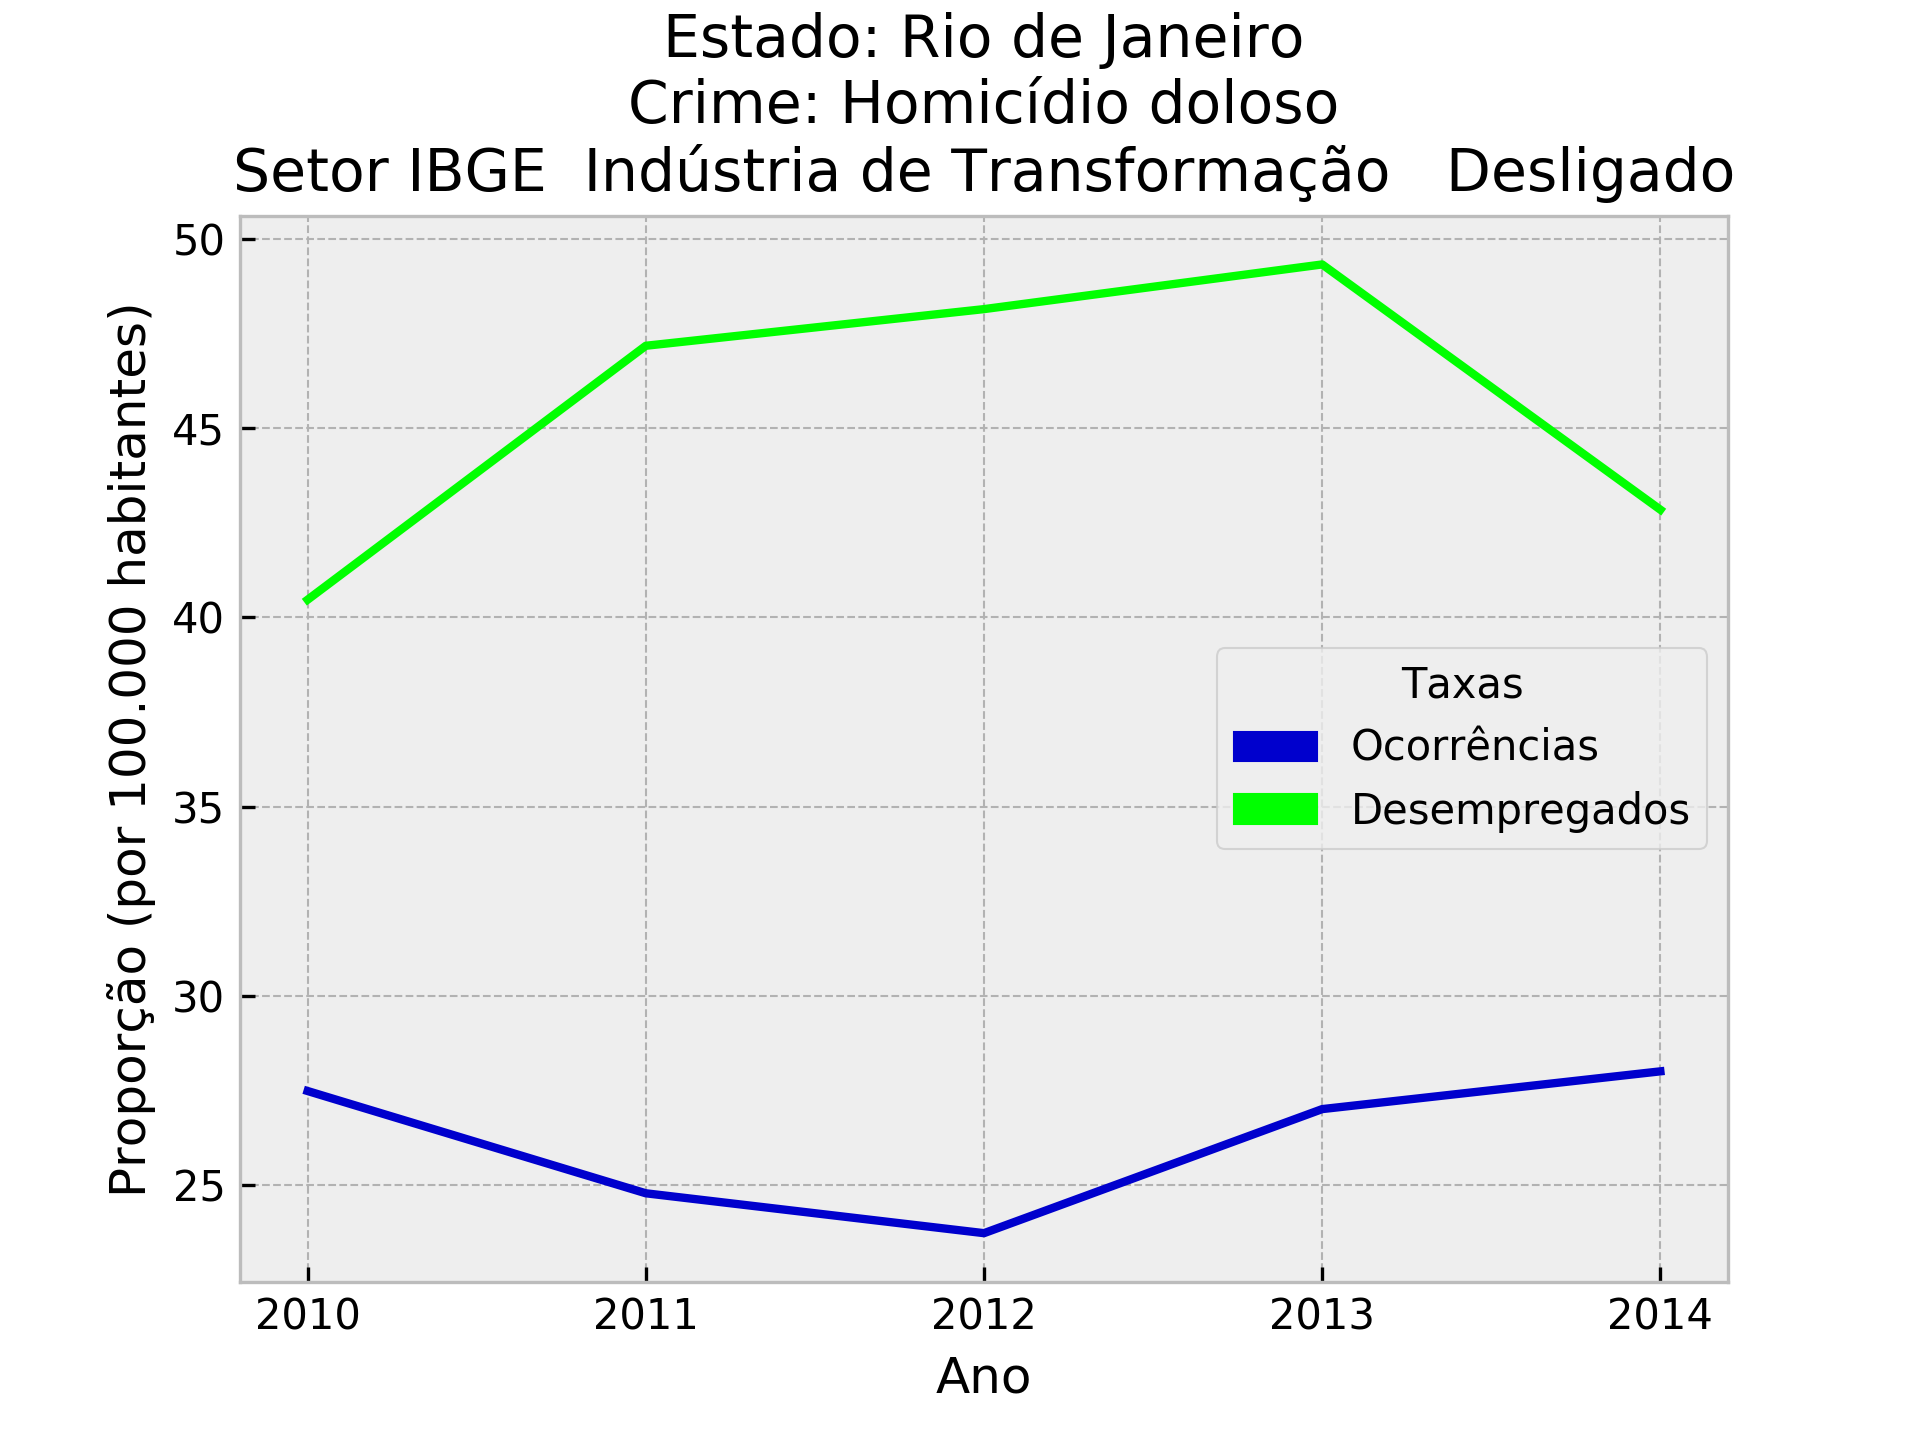 Estado: Rio de Janeiro
Crime: Homicídio doloso
Setor IBGE  Indústria de Transformação   Desligado
Proporção (por 100.000 habitantes)
50
45
40
35
30
25
Taxas
Ocorrências
Desempregados
2010 2011 2012 2013 2014
Ano